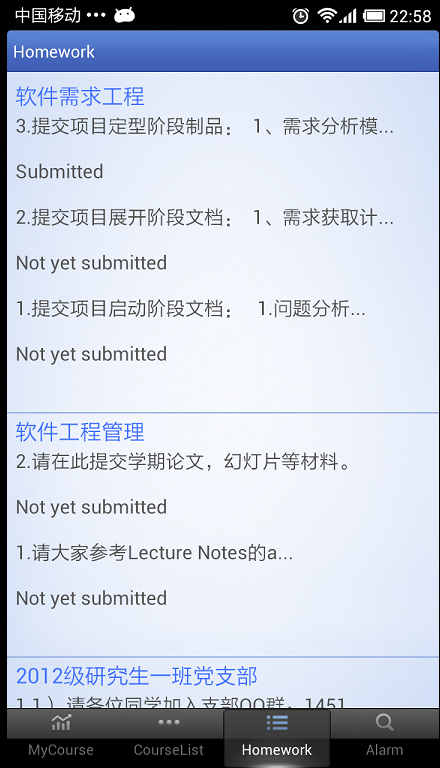 中国移动 ••• 22:58
Homework
软件需求工程
3.提交项目定型阶段制品： 1、需求分析模...
Submitted
2.提交项目展开阶段文档： 1、需求获取计...
Not yet submitted
1.提交项目启动阶段文档： 1.问题分析...
Not yet submitted
软件工程管理
2.请在此提交学期论文，幻灯片等材料。
Not yet submitted
1.请大家参考Lecture Notes的a...
Not yet submitted
2012级研究生一班党支部
1.1）请各位同学加入支部QQ群，1451
MyCourse CourseList Homework Alarm